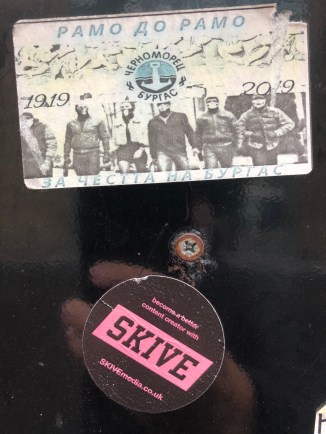 РАМО ДО РАМО
ЧЕРНОМОРЕЦ
БУРГАС
1919
2019
ЗА ЧЕСТТА НА БУРГАС
become a better
content creator with
SKIVE
SKIVEmedia.co.uk